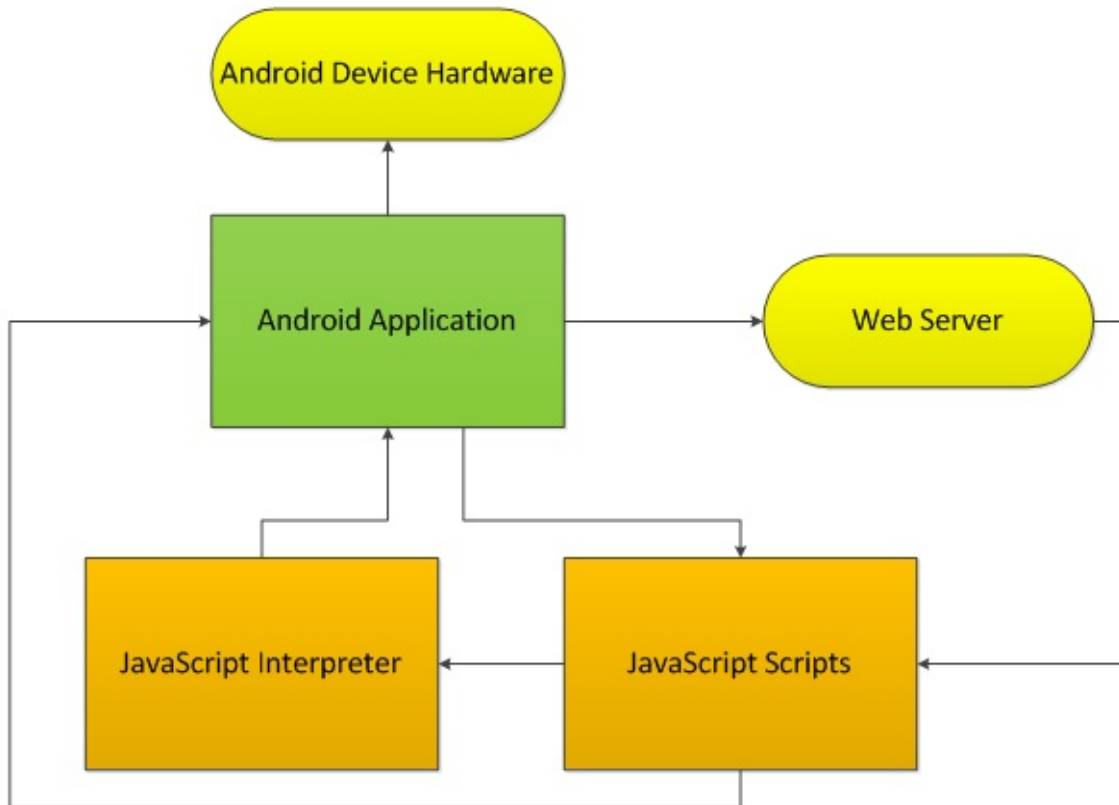 Android Device Hardware
Android Application
Web Server
JavaScript Interpreter
JavaScript Scripts